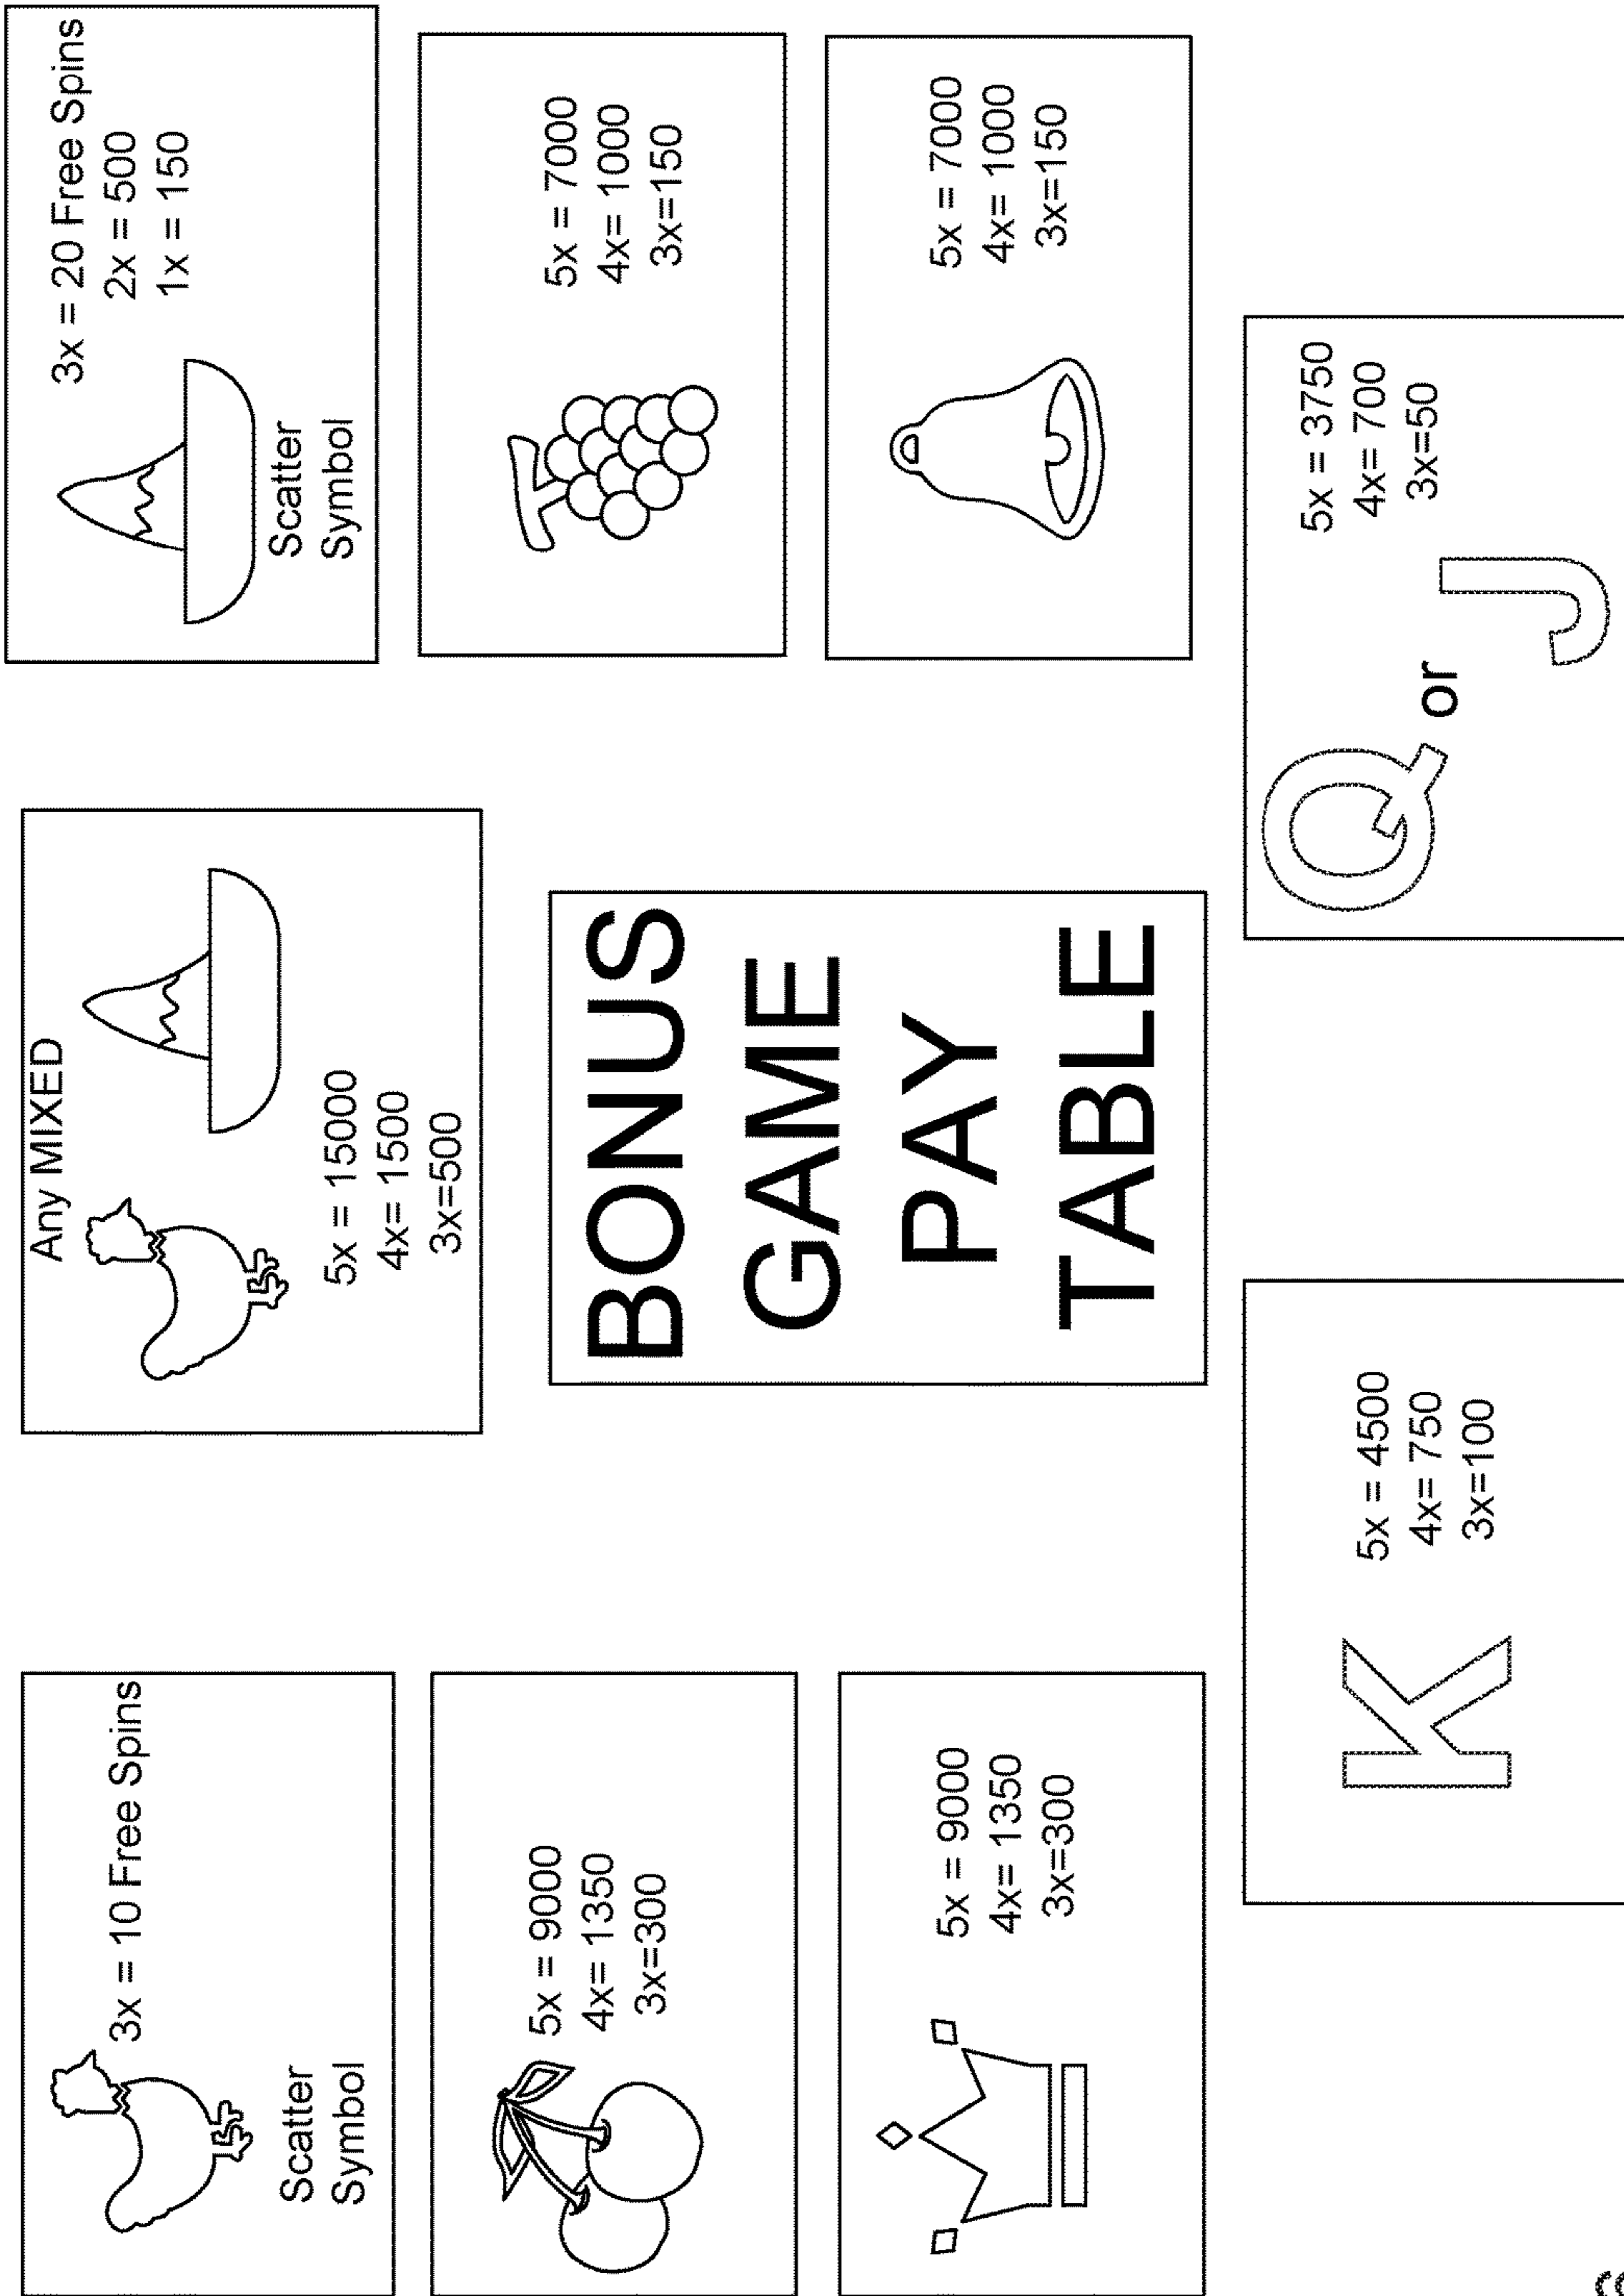 3x = 10 Free Spins
Scatter
Symbol
Any MIXED
5x = 15000
4x= 1500
3x=500
3x = 20 Free Spins
2x = 500
1x = 150
Scatter
Symbol
5x = 9000
4x= 1350
3x=300
BONUS
GAME
PAY
TABLE
5x = 7000
4x= 1000
3x=150
5x = 9000
4x= 1350
3x=300
5x = 7000
4x= 1000
3x=150
K
5x = 4500
4x= 750
3x=100
Q or J
5x = 3750
4x= 700
3x=50